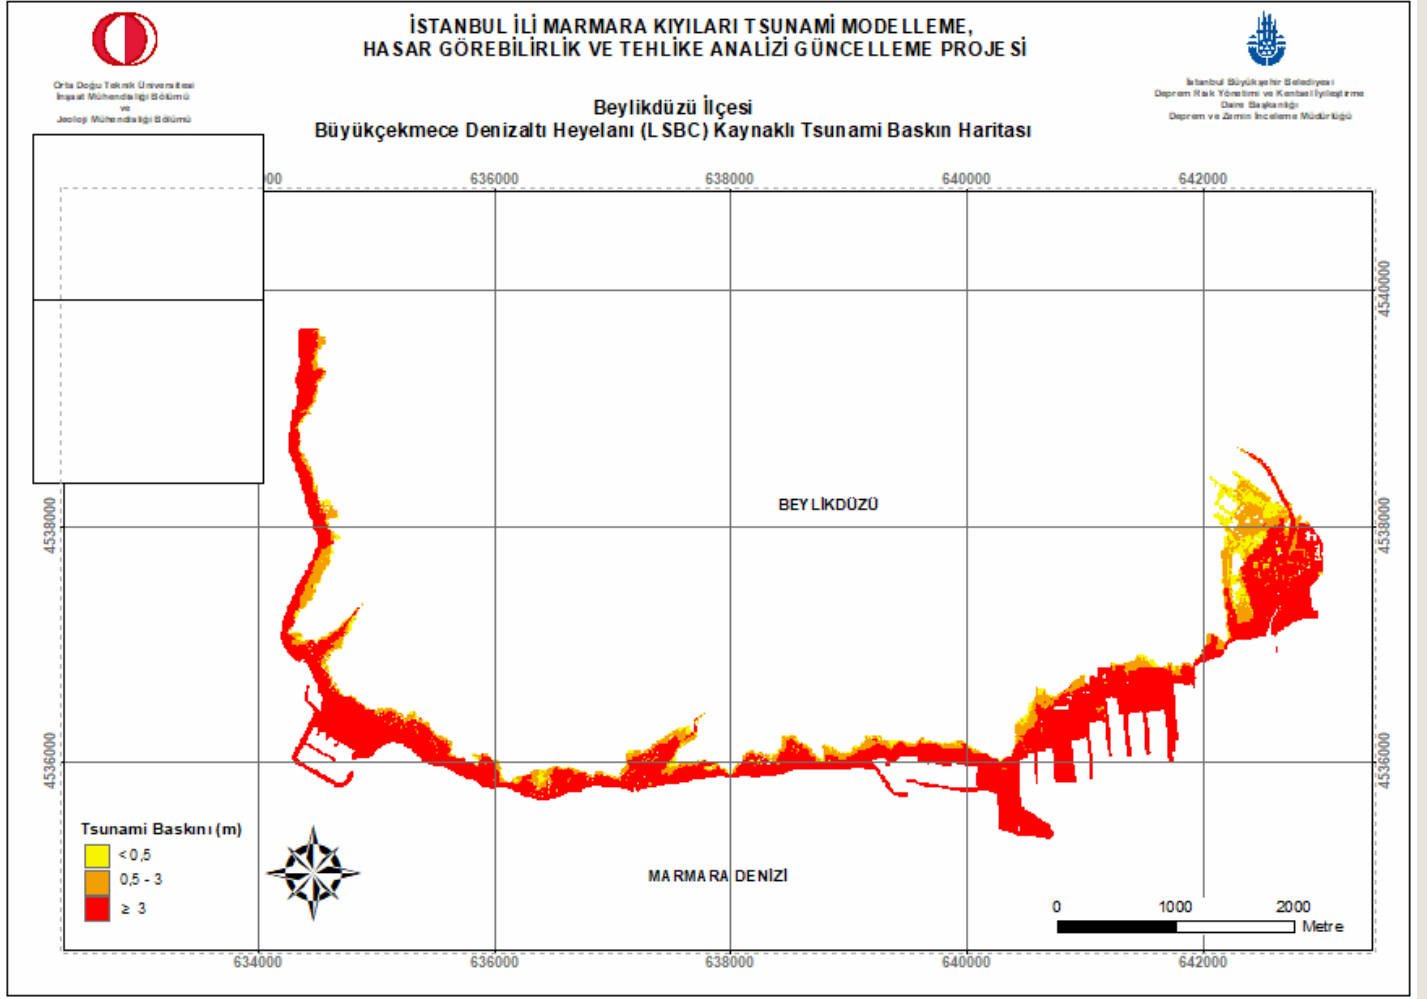 İSTANBUL İLİ MARMARA KIYILARI TSUNAMİ MODELLEME,
HASAR GÖREBİLİRLİK VE TEHLİKE ANALİZİ GÜNCELLEME PROJESİ
Orta Doğu Teknik Üniversitesi
İnşaat Mühendisliği Bölümü
ve
Jeoloji Mühendisliği Bölümü
İstanbul Büyükşehir Belediyesi
Deprem Risk Yönetimi ve Kentsel İyileştirme
Daire Başkanlığı
Deprem ve Zemin İnceleme Müdürlüğü
Beylikdüzü İlçesi
Büyükçekmece Denizaltı Heyelanı (LSBC) Kaynaklı Tsunami Baskın Haritası
00 636000 638000 640000 642000
4540000
BEYLİKDÜZÜ
4538000 4538000
4536000 4536000
Tsunami Baskını (m)
< 0,5
0,5 - 3
≥ 3
MARMARA DENİZİ
0 1000 2000
Metre
634000 636000 638000 640000 642000